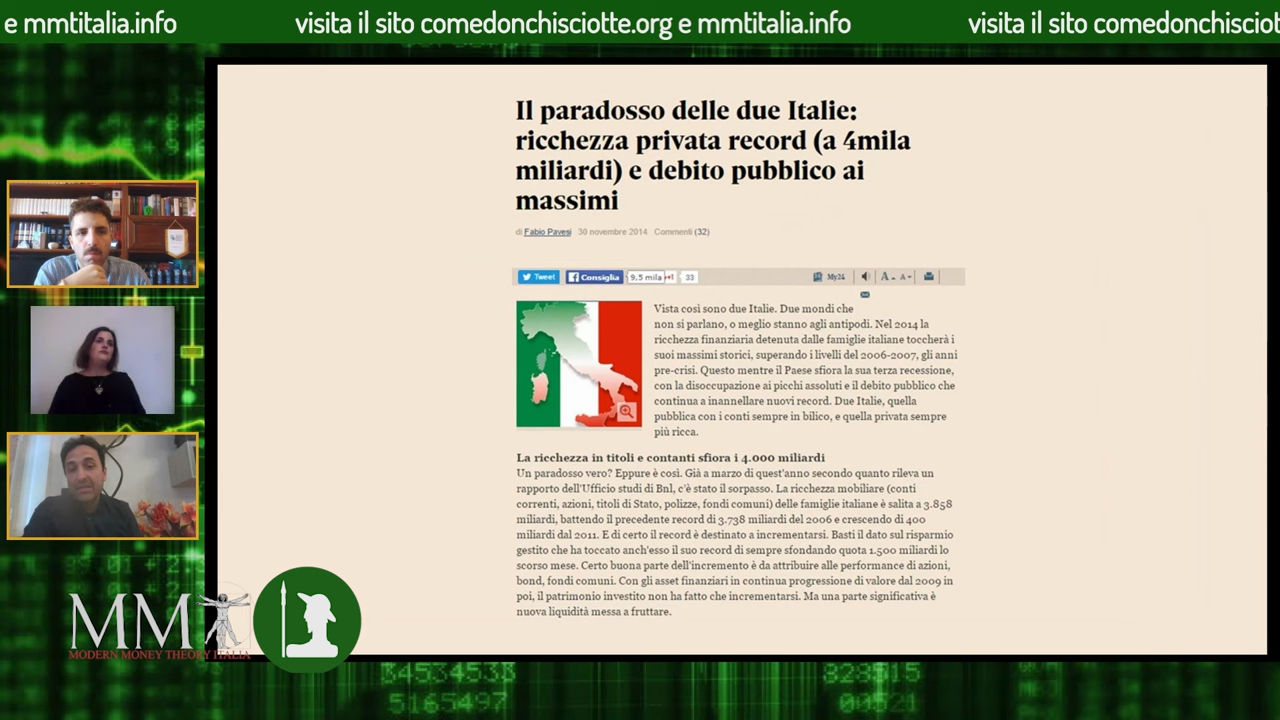 e mmtitalia.info
visita il sito comedonchisciotte.org e mmtitalia.info
visita il sito comedonchisciot
Il paradosso delle due Italie:
ricchezza privata record (a 4mila
miliardi) e debito pubblico ai
massimi
di Fabio Pavesi 30 novembre 2014 Commenti (32)
Tweet Consiglia 9,5 mila +1 33 My24 A A
Vista così sono due Italie. Due mondi che
non si parlano, o meglio stanno agli antipodi. Nel 2014 la
ricchezza finanziaria detenuta dalle famiglie italiane toccherà i
suoi massimi storici, superando i livelli del 2006-2007, gli anni
pre-crisi. Questo mentre il Paese sfiora la sua terza recessione,
con la disoccupazione ai picchi assoluti e il debito pubblico che
continua a inanellare nuovi record. Due Italie, quella
pubblica con i conti sempre in bilico, e quella privata sempre
più ricca.
La ricchezza in titoli e contanti sfiora i 4.000 miliardi
Un paradosso vero? Eppure è così. Già a marzo di quest'anno secondo quanto rileva un
rapporto dell'Ufficio studi di Bnl, c'è stato il sorpasso. La ricchezza mobiliare (conti
correnti, azioni, titoli di Stato, polizze, fondi comuni) delle famiglie italiane è salita a 3.858
miliardi, battendo il precedente record di 3.738 miliardi del 2006 e crescendo di 400
miliardi dal 2011. E di certo il record è destinato a incrementarsi. Basti il dato sul risparmio
gestito che ha toccato anch'esso il suo record di sempre sfondando quota 1.500 miliardi lo
scorso mese. Certo buona parte dell'incremento è da attribuire alle performance di azioni,
bond, fondi comuni. Con gli asset finanziari in continua progressione di valore dal 2009 in
poi, il patrimonio investito non ha fatto che incrementarsi. Ma una parte significativa è
nuova liquidità messa a fruttare.
MMT
MODERN MONEY THEORY ITALIA